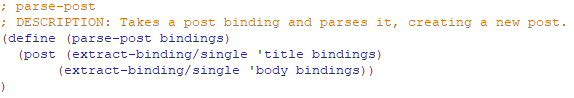 ; parse-post
; DESCRIPTION: Takes a post binding and parses it, creating a new post.
(define (parse-post bindings)
  (post (extract-binding/single 'title bindings)
        (extract-binding/single 'body bindings))
)